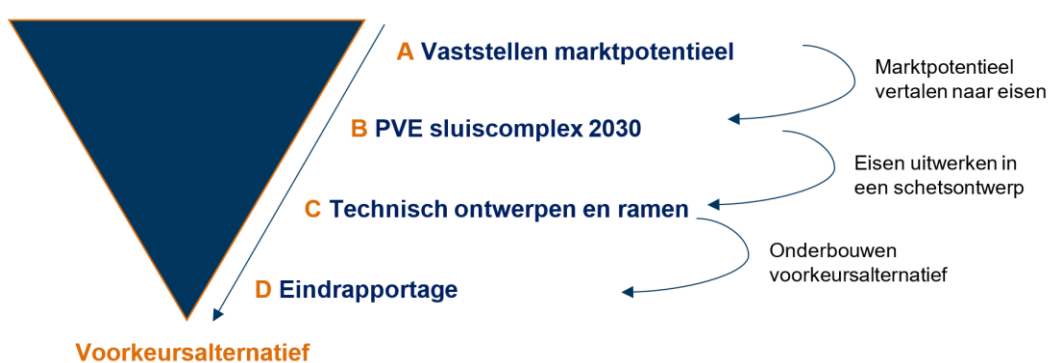 A Vaststellen marktpotentieel
Marktpotentieel
vertalen naar eisen
B PVE sluiscomplex 2030
Eisen uitwerken in
een schetsontwerp
C Technisch ontwerpen en ramen
Onderbouwen
voorkeursalternatief
D Eindrapportage
Voorkeursalternatief